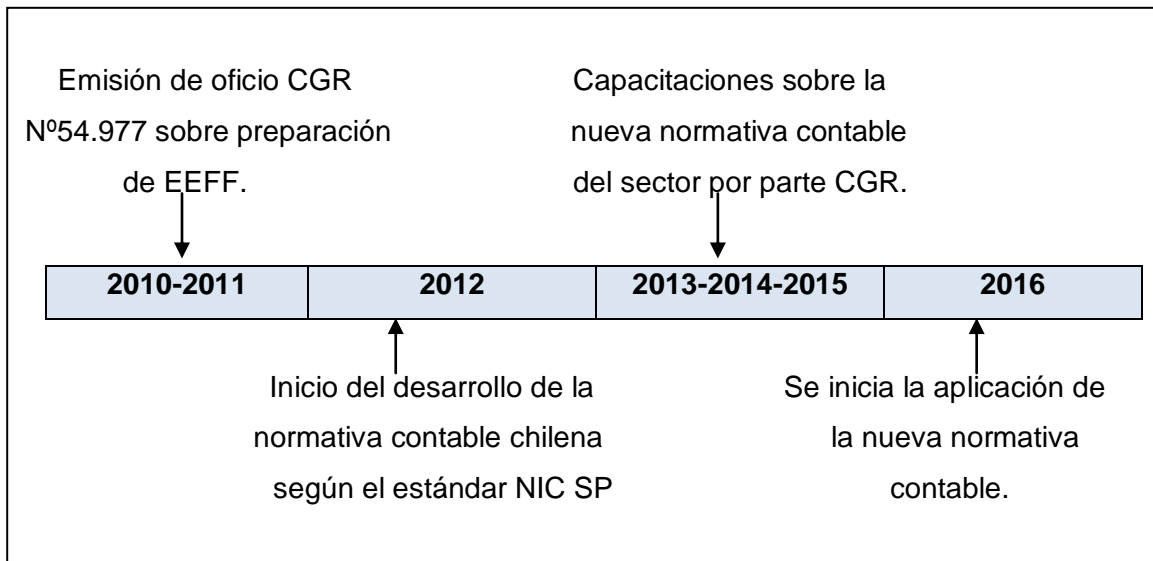 Emisión de oficio CGR
Nº54.977 sobre preparación
de EEFF.
Capacitaciones sobre la
nueva normativa contable
del sector por parte CGR.
2010-2011
2012
2013-2014-2015
2016
Inicio del desarrollo de la
normativa contable chilena
según el estándar NIC SP
Se inicia la aplicación de
la nueva normativa
contable.